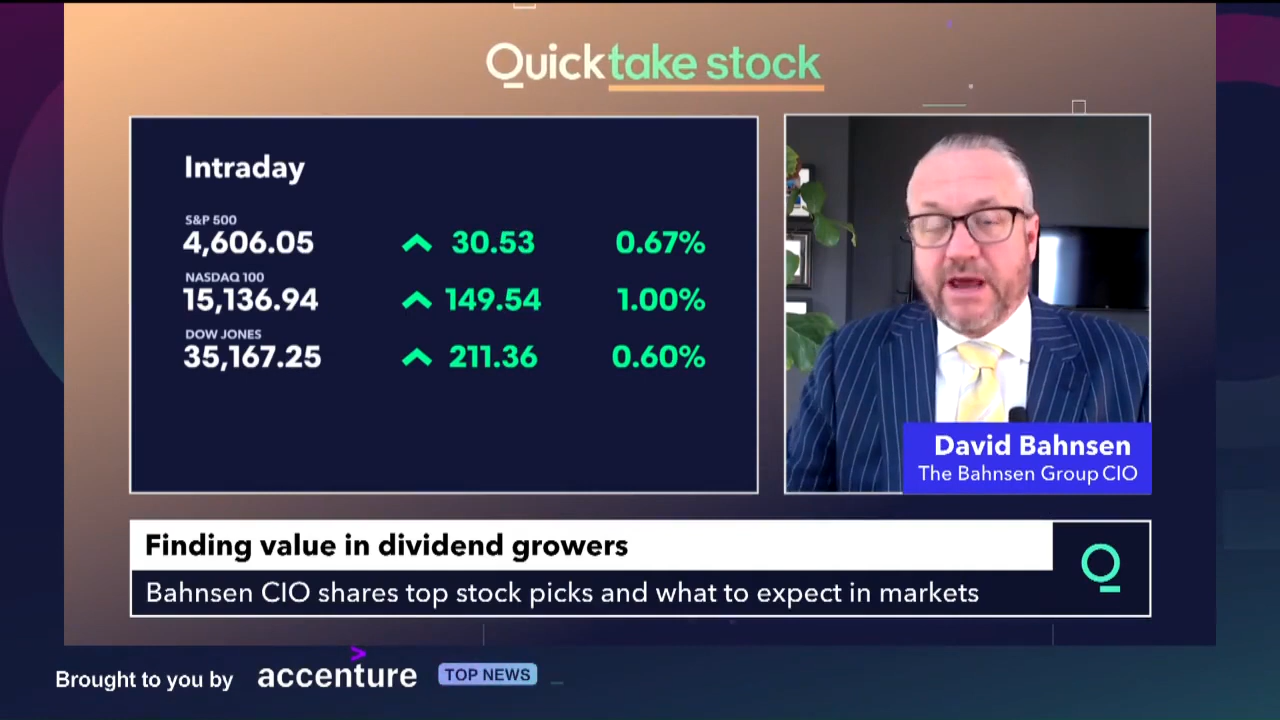 Quicktake stock
Intraday
S&P 500
4,606.05 30.53 0.67%
NASDAQ 100
15,136.94 149.54 1.00%
DOW JONES
35,167.25 211.36 0.60%
David Bahnsen
The Bahnsen Group CIO
Finding value in dividend growers
Bahnsen CIO shares top stock picks and what to expect in markets
Brought to you by accenture TOP NEWS